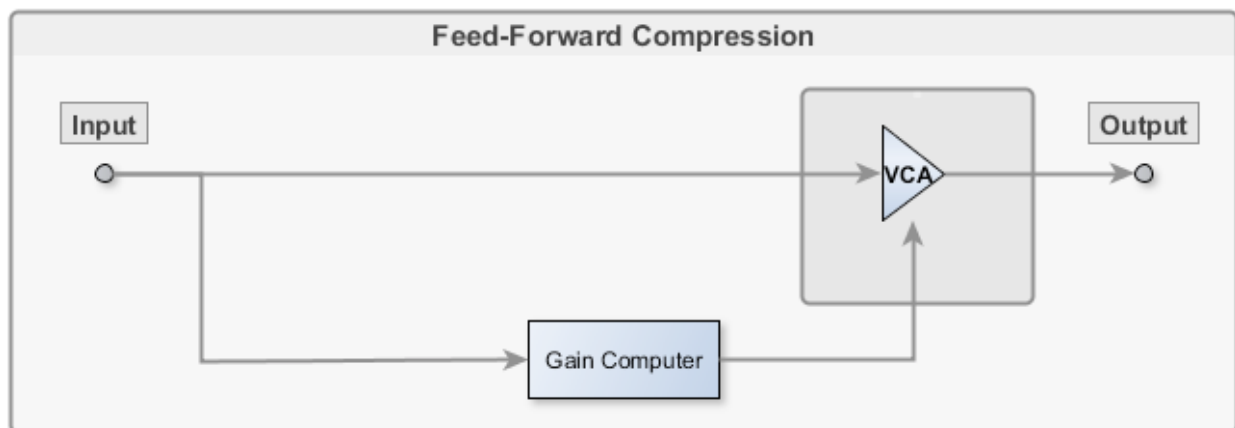 Feed-Forward Compression
Input
Output
VCA
Gain Computer